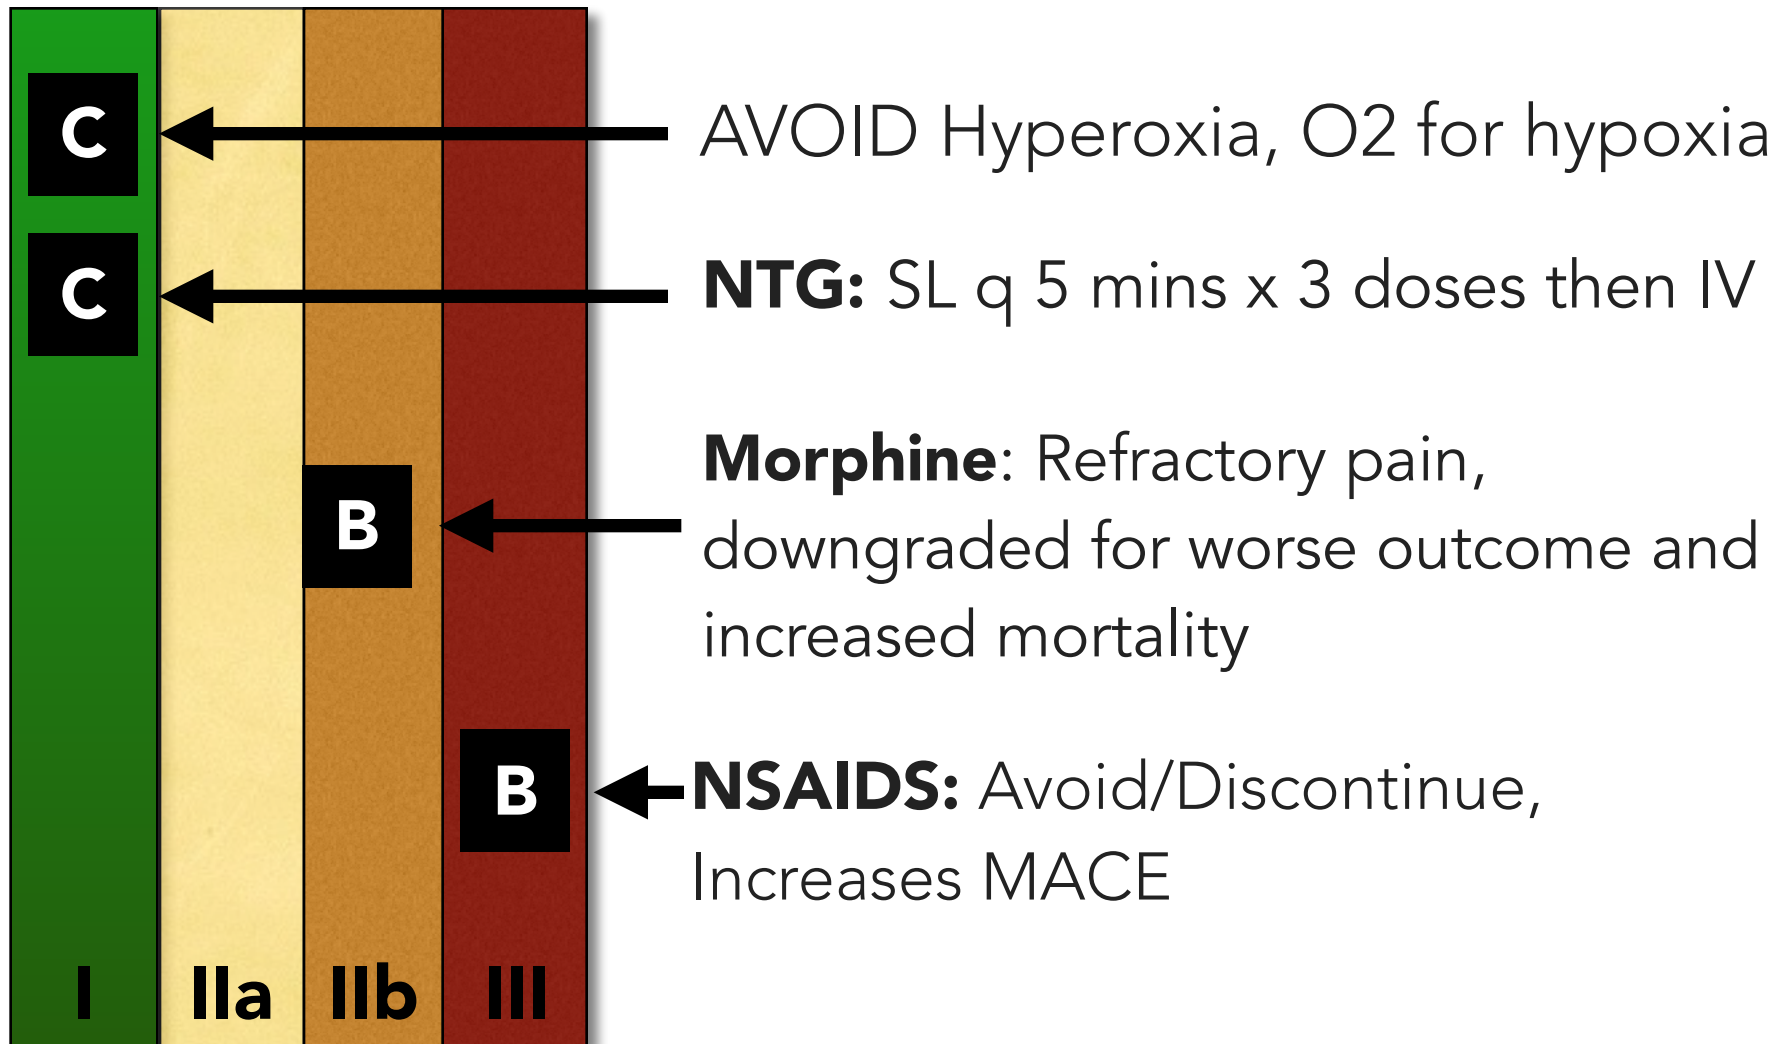 C
AVOID Hyperoxia, O2 for hypoxia
C
NTG: SL q 5 mins x 3 doses then IV
B
Morphine: Refractory pain,
downgraded for worse outcome and
increased mortality
B
NSAIDS: Avoid/Discontinue,
Increases MACE
I IIa IIb III